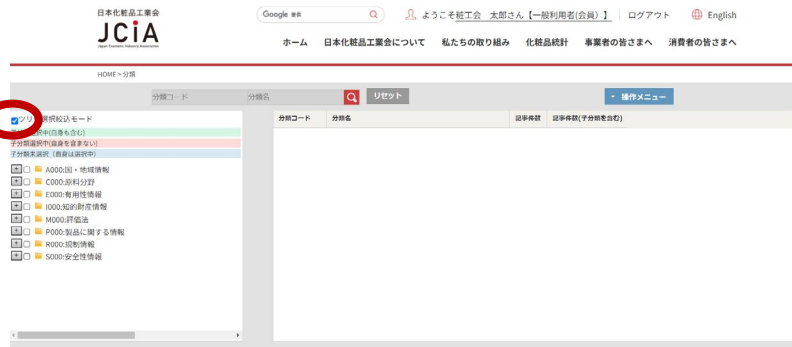 日本化粧品工業会
JCiA
Japan Cosmetic Industry Association
Google 提供
ようこそ粧工会 太郎さん【一般利用者(会員)】
ログアウト
English
ホーム
日本化粧品工業会について
私たちの取り組み
化粧品統計
事業者の皆さまへ
消費者の皆さまへ
HOME > 分類
分類コード
分類名
リセット
操作メニュー
ツリ 選択絞込モード
択中(自身も含む)
子分類選択中(自身を含まない)
子分類未選択(自身は選択中)
A000:国・地域情報
C000:原料分野
E000:有用性情報
I000:知的財産情報
M000:評価法
P000:製品に関する情報
R000:規制情報
S000:安全性情報
分類コード
分類名
記事件数
記事件数(子分類を含む)